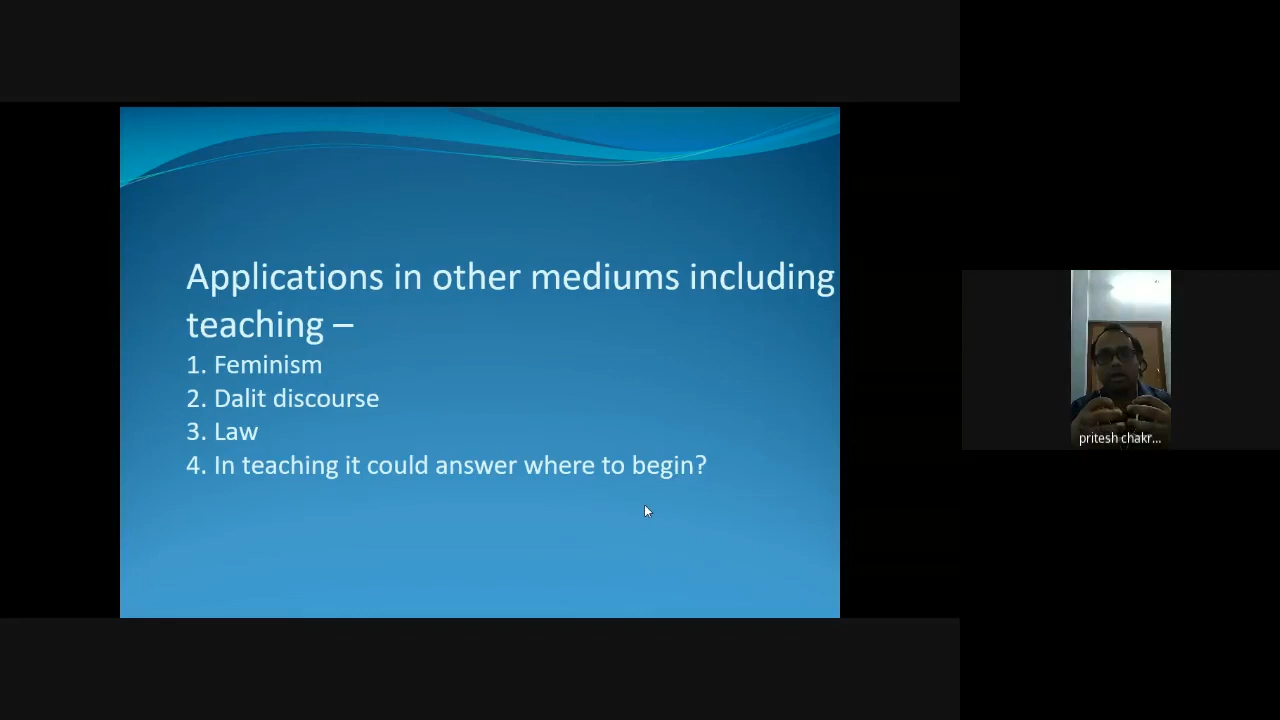 Applications in other mediums including
teaching –
1. Feminism
2. Dalit discourse
3. Law
4. In teaching it could answer where to begin?
pritesh chakr...